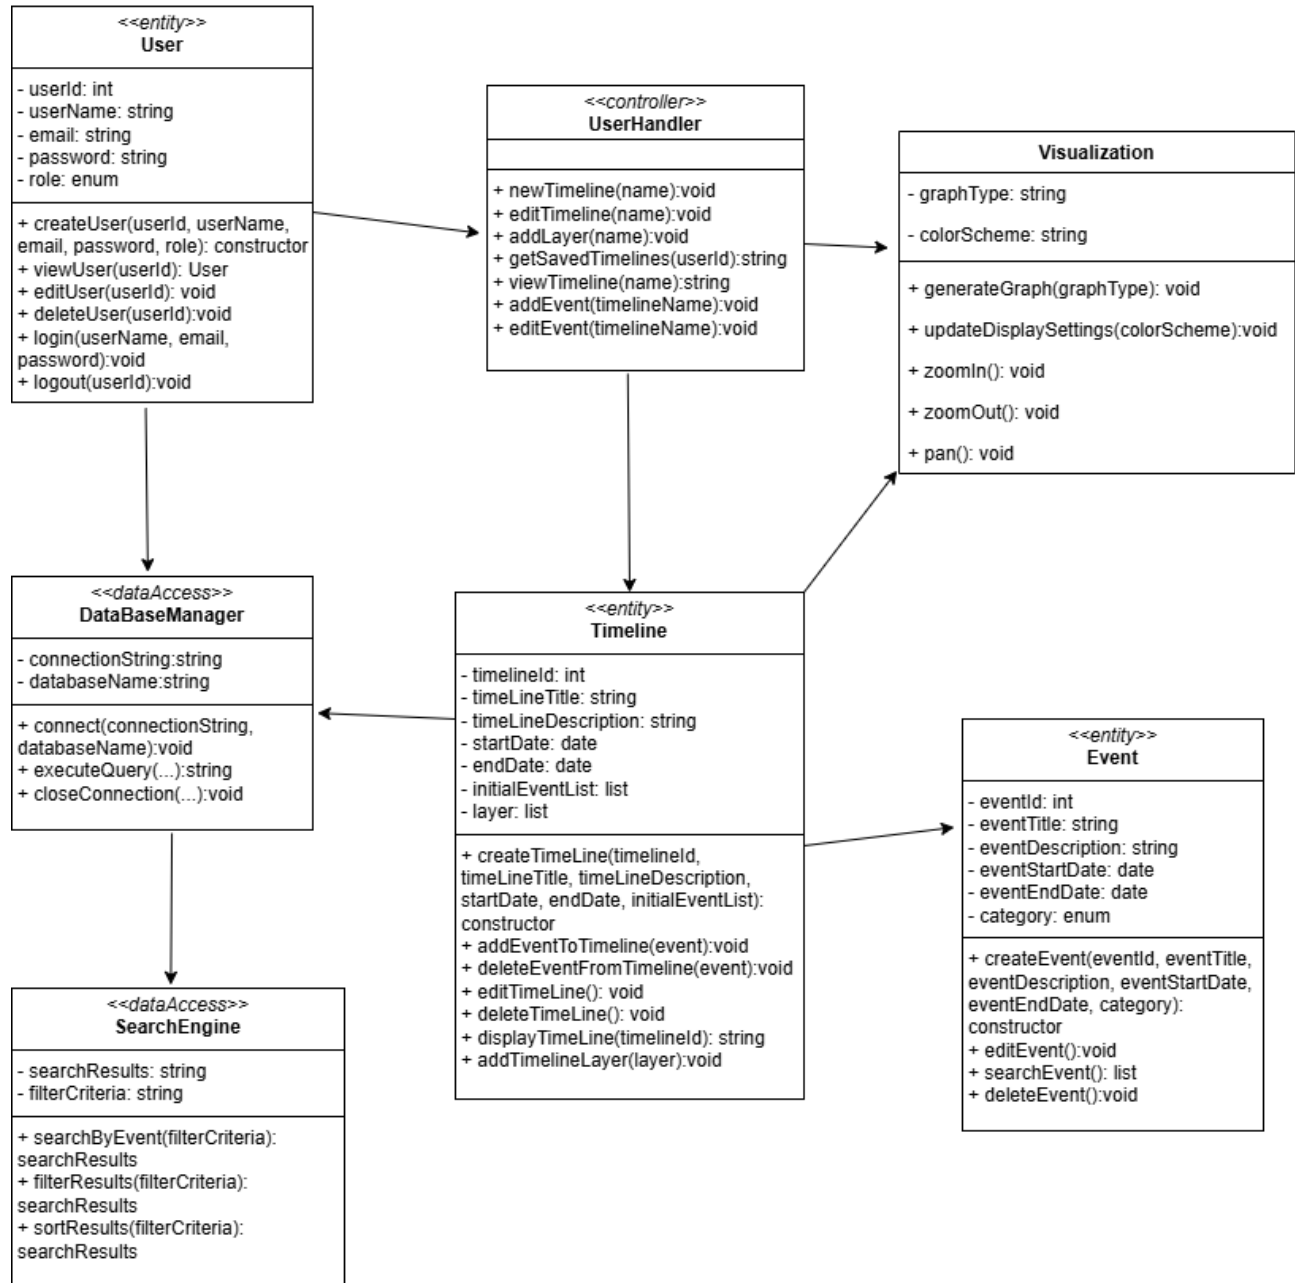 <<entity>>
User
- userId: int
- userName: string
- email: string
- password: string
- role: enum
+ createUser(userId, userName,
email, password, role): constructor
+ viewUser(userId): User
+ editUser(userId): void
+ deleteUser(userId):void
+ login(userName, email,
password):void
+ logout(userId):void
<<controller>>
UserHandler
+ newTimeline(name):void
+ editTimeline(name):void
+ addLayer(name):void
+ getSavedTimelines(userId):string
+ viewTimeline(name):string
+ addEvent(timelineName):void
+ editEvent(timelineName):void
Visualization
- graphType: string
- colorScheme: string
+ generateGraph(graphType): void
+ updateDisplaySettings(colorScheme):void
+ zoomIn(): void
+ zoomOut(): void
+ pan(): void
<<dataAccess>>
DataBaseManager
- connectionString:string
- databaseName:string
+ connect(connectionString,
databaseName):void
+ executeQuery(...):string
+ closeConnection(...):void
<<entity>>
Timeline
- timelineId: int
- timeLineTitle: string
- timeLineDescription: string
- startDate: date
- endDate: date
- initialEventList: list
- layer: list
+ createTimeLine(timelineId,
timeLineTitle, timeLineDescription,
startDate, endDate, initialEventList):
constructor
+ addEventToTimeline(event):void
+ deleteEventFromTimeline(event):void
+ editTimeLine(): void
+ deleteTimeLine(): void
+ displayTimeLine(timelineId): string
+ addTimelineLayer(layer):void
<<entity>>
Event
- eventId: int
- eventTitle: string
- eventDescription: string
- eventStartDate: date
- eventEndDate: date
- category: enum
+ createEvent(eventId, eventTitle,
eventDescription, eventStartDate,
eventEndDate, category):
constructor
+ editEvent():void
+ searchEvent(): list
+ deleteEvent():void
<<dataAccess>>
SearchEngine
- searchResults: string
- filterCriteria: string
+ searchByEvent(filterCriteria):
searchResults
+ filterResults(filterCriteria):
searchResults
+ sortResults(filterCriteria):
searchResults